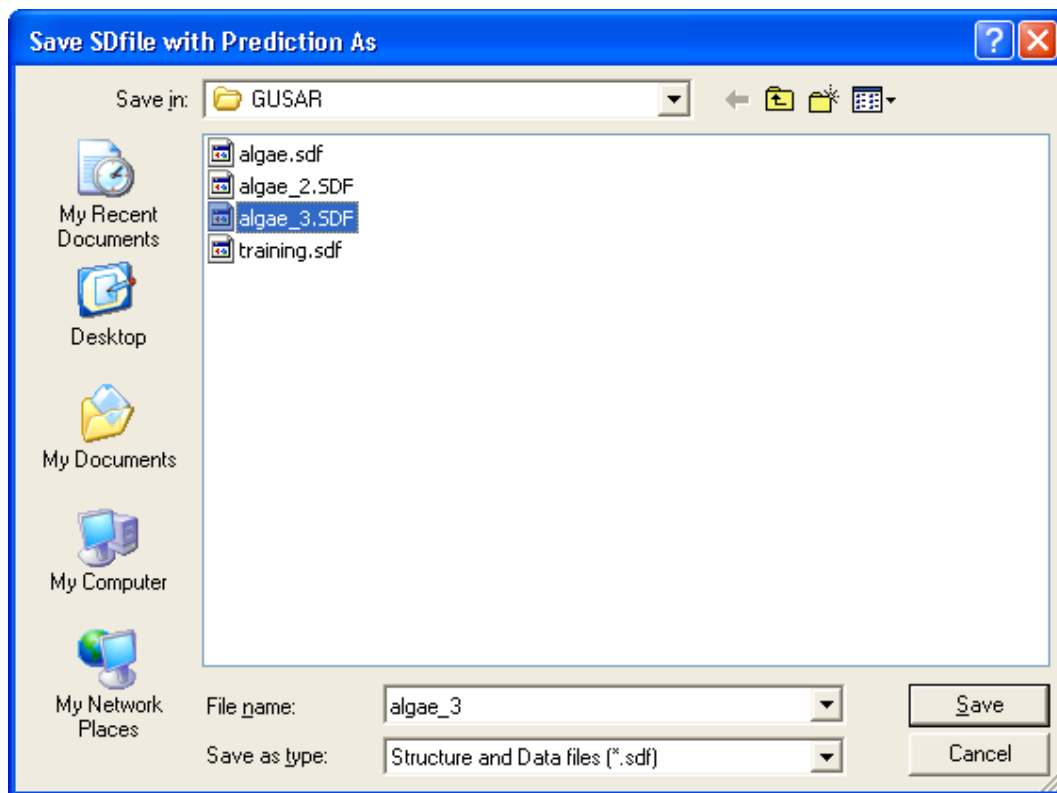 Save SDfile with Prediction As
Save in: GUSAR
algae.sdf
algae_2.SDF
algae_3.SDF
training.sdf
My Recent
Documents
Desktop
My Documents
My Computer
My Network
Places
File name: algae_3 Save
Save as type: Structure and Data files (*.sdf) Cancel